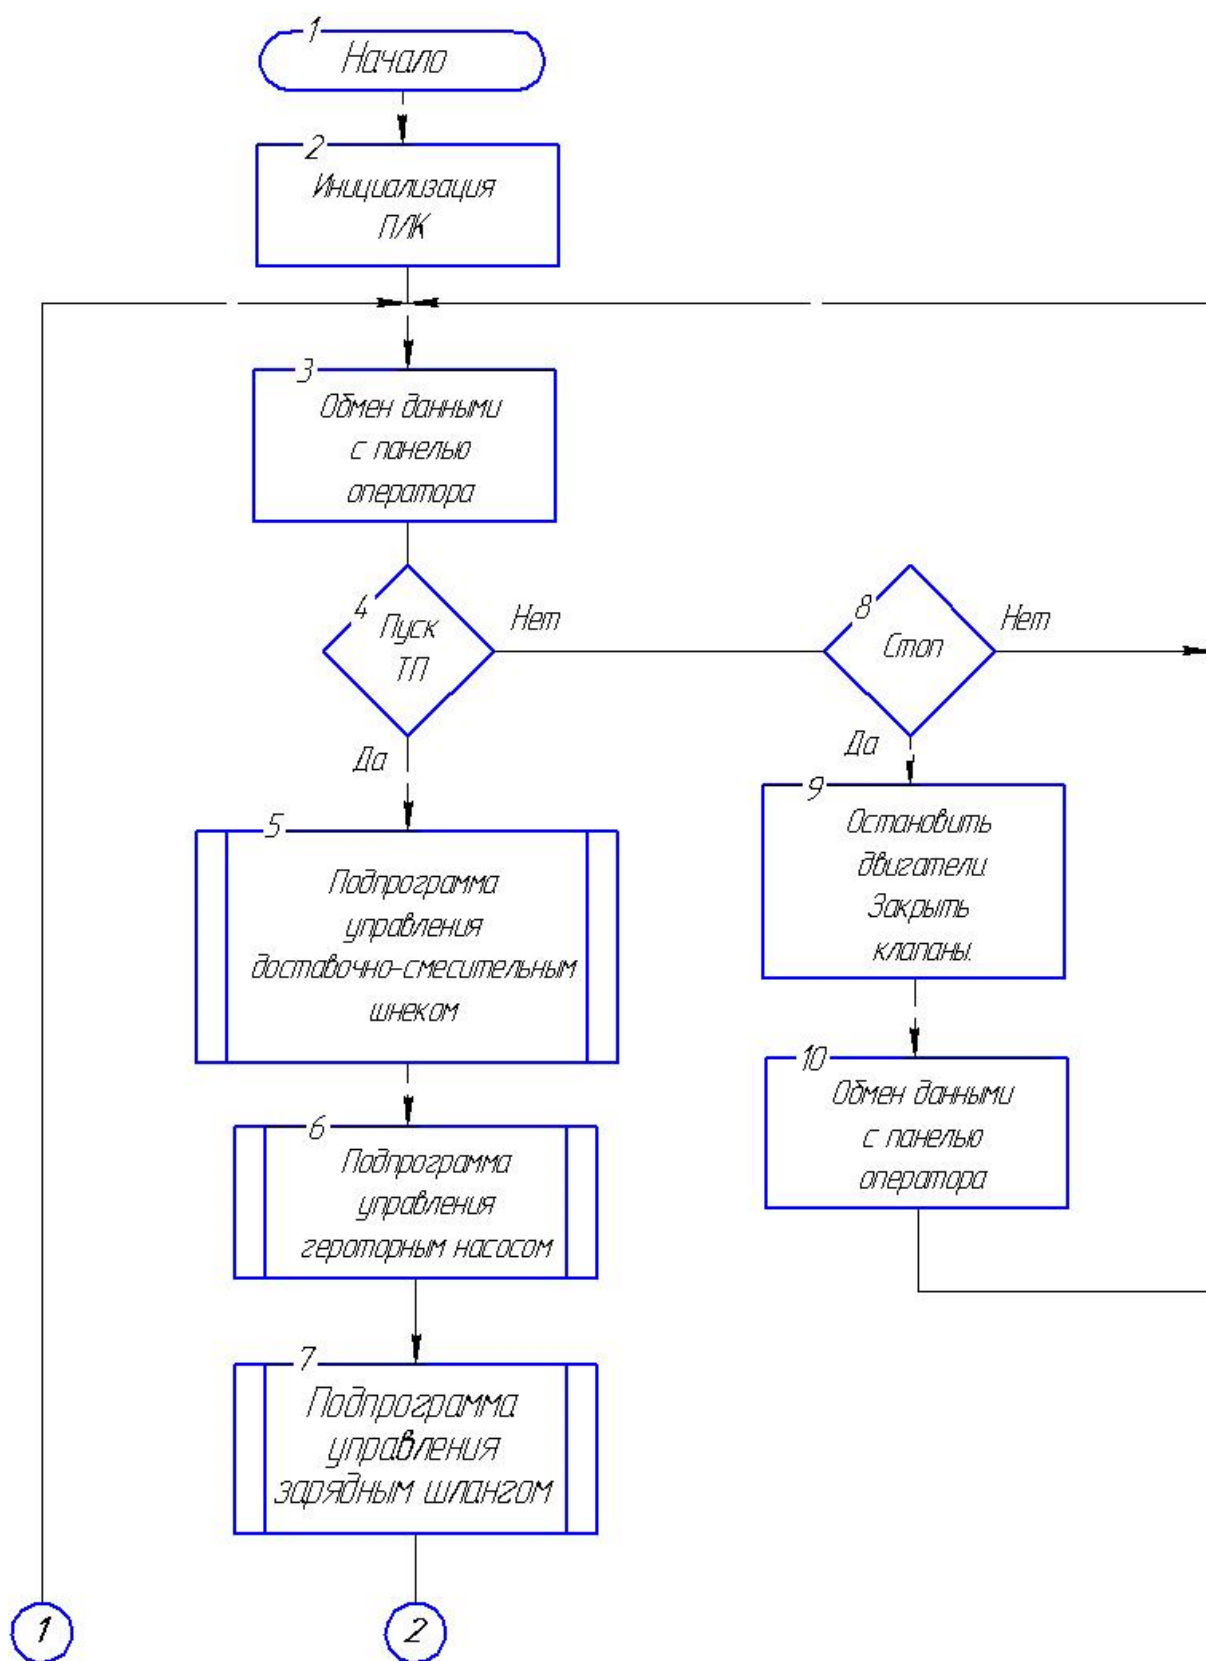 1
Начало
2
Инициализация
ПЛК
3
Обмен данными
с панелью
оператора
4
Пуск
ТП
Нет
Да
8
Стоп
Нет
Да
5
Подпрограмма
управления
доставочно-смесительным
шнеком
9
Остановить
двигатели.
Закрыть
клапаны.
6
Подпрограмма
управления
героторным насосом
10
Обмен данными
с панелью
оператора
7
Подпрограмма
управления
зарядным шлангом
1
2